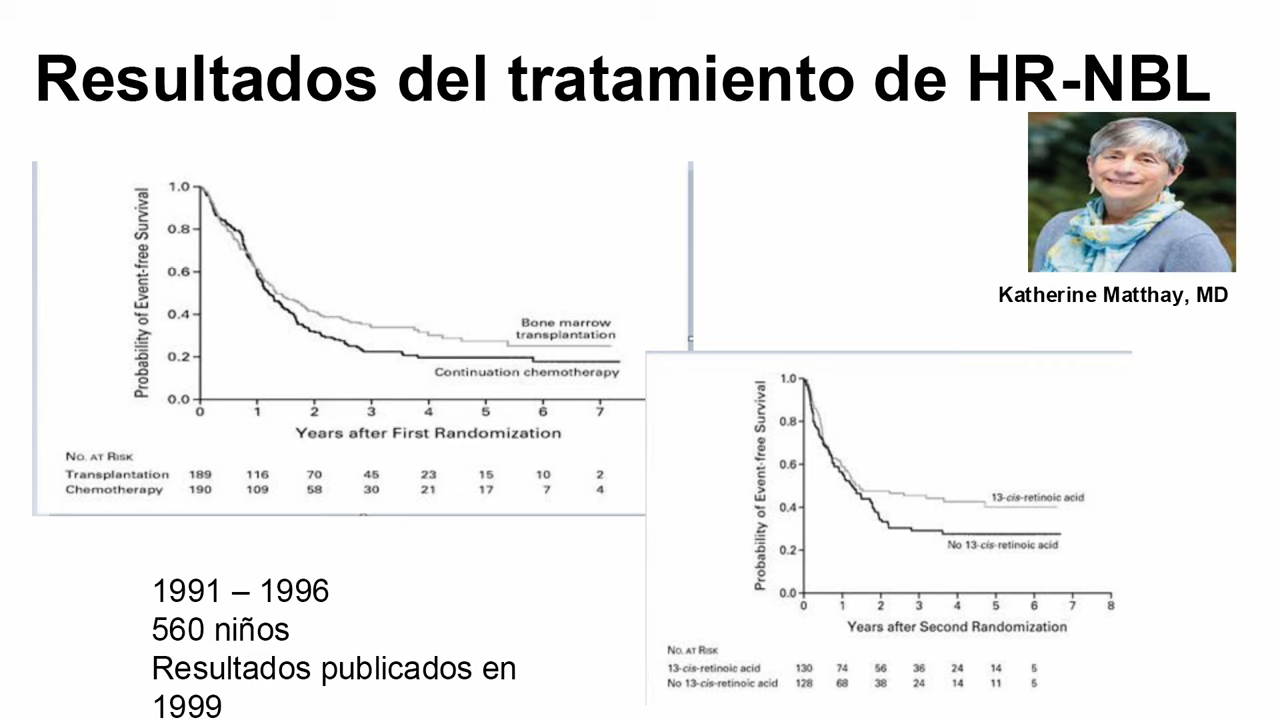 Resultados del tratamiento de HR-NBL
Katherine Matthay, MD
Probability of Event-free Survival
1.0
0.8
0.6
0.4
0.2
0.0
Bone marrow
transplantation
Continuation chemotherapy
0 1 2 3 4 5 6 7
Years after First Randomization
NO. AT RISK
Transplantation 189 116 70 45 23 15 10 2
Chemotherapy 190 109 58 30 21 17 7 4
Probability of Event-free Survival
1.0
0.8
0.6
0.4
0.2
0.0
13-cis-retinoic acid
No 13-cis-retinoic acid
0 1 2 3 4 5 6 7 8
Years after Second Randomization
NO. AT RISK
13-cis-retinoic acid 130 74 56 36 24 14 5
No 13-cis-retinoic acid 128 68 38 24 14 11 5
1991 – 1996
560 niños
Resultados publicados en
1999